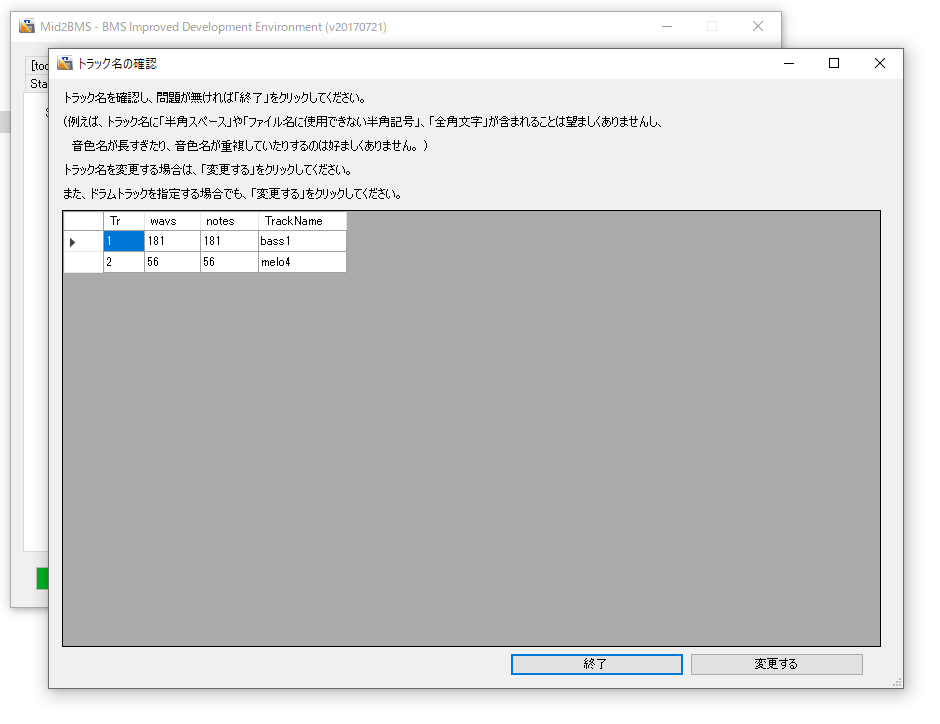 Mid2BMS - BMS Improved Development Environment (v20170721)
トラック名の確認
トラック名を確認し、問題が無ければ「終了」をクリックしてください。
(例えば、トラック名に「半角スペース」や「ファイル名に使用できない半角記号」、「全角文字」が含まれることは望ましくありませんし、
音色名が長すぎたり、音色名が重複していたりするのは好ましくありません。)
トラック名を変更する場合は、「変更する」をクリックしてください。
また、ドラムトラックを指定する場合でも、「変更する」をクリックしてください。
Tr wavs notes TrackName
1 181 181 bass1
2 56 56 melo4
終了 変更する